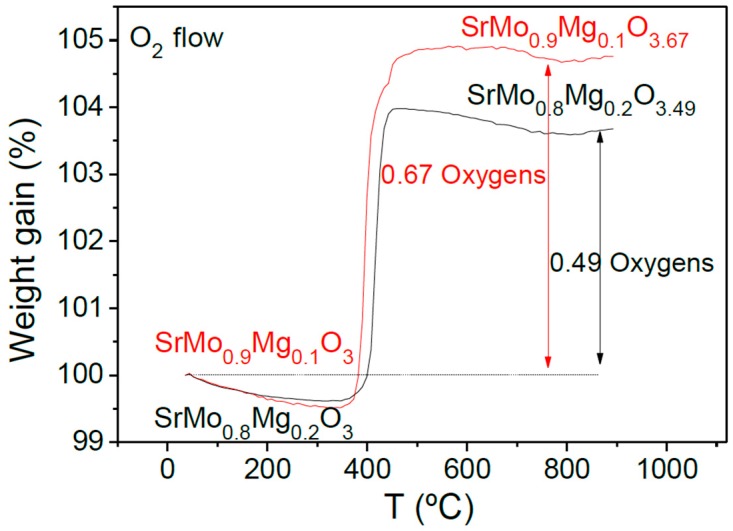 O2 flow
SrMo0.9Mg0.1O3.67
SrMo0.8Mg0.2O3.49
0.67 Oxygens
0.49 Oxygens
SrMo0.9Mg0.1O3
SrMo0.8Mg0.2O3
Weight gain (%)
105
104
103
102
101
100
99
0 200 400 600 800 1000
T (ºC)